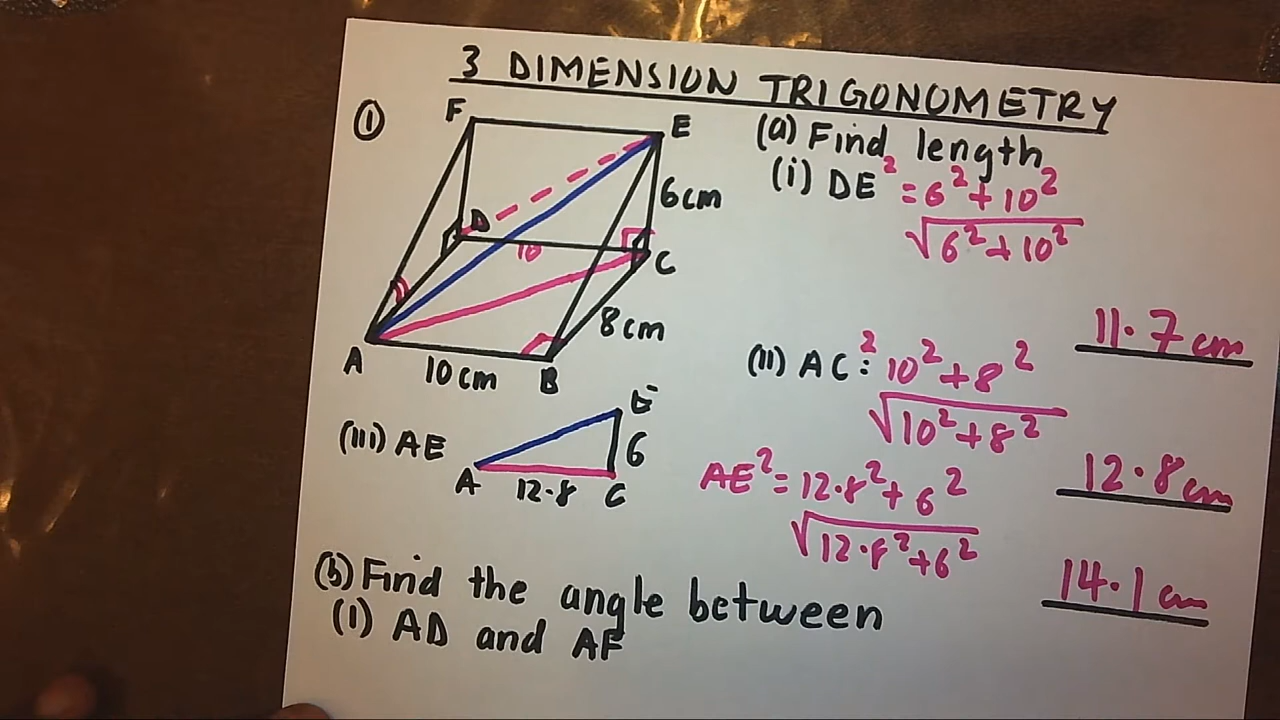 3 DIMENSION TRIGONOMETRY
①
F
E
6cm
D
10
C
8cm
A
10cm
B
(a) Find length
(i) DE² = 6² + 10²
√6² + 10²
11.7 cm
(ii) AC:² 10² + 8²
√10² + 8²
12.8 cm
(iii) AE
E
6
A
12.8
C
AE² = 12.8² + 6²
√12.8² + 6²
14.1 cm
(b) Find the angle between
(i) AD and AF